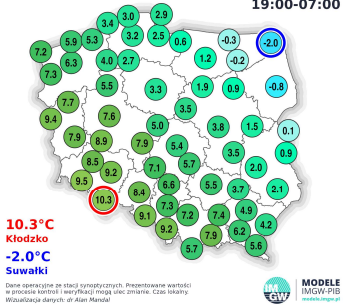 19:00-07:00
3.4 3.0 2.9
7.2 5.9 5.3 3.2 2.5 0.6 -0.3 -2.0
7.3 6.3 4.0 2.7 1.2 -0.2
5.5 3.3 1.9 0.9 -0.8
7.7 3.5
9.4 7.6 5.0 3.8 1.5 0.1
7.9 8.9 7.9 5.4 3.5 0.9
8.5 7.1 5.7 2.0
9.5 9.2 6.6 5.5 3.7 2.1
10.3 8.4 7.3
9.1 7.2 7.4 4.9
9.2 7.9 6.2 4.2
5.7 5.6
10.3°C
Kłodzko
-2.0°C
Suwałki
Dane operacyjne ze stacji synoptycznych. Prezentowane wartości
w procesie kontroli i weryfikacji mogą ulec zmianie. Czas lokalny.
Wizualizacja danych: dr Alan Mandal
IM
GW
MODELE
IMGW-PIB
modele.imgw.pl